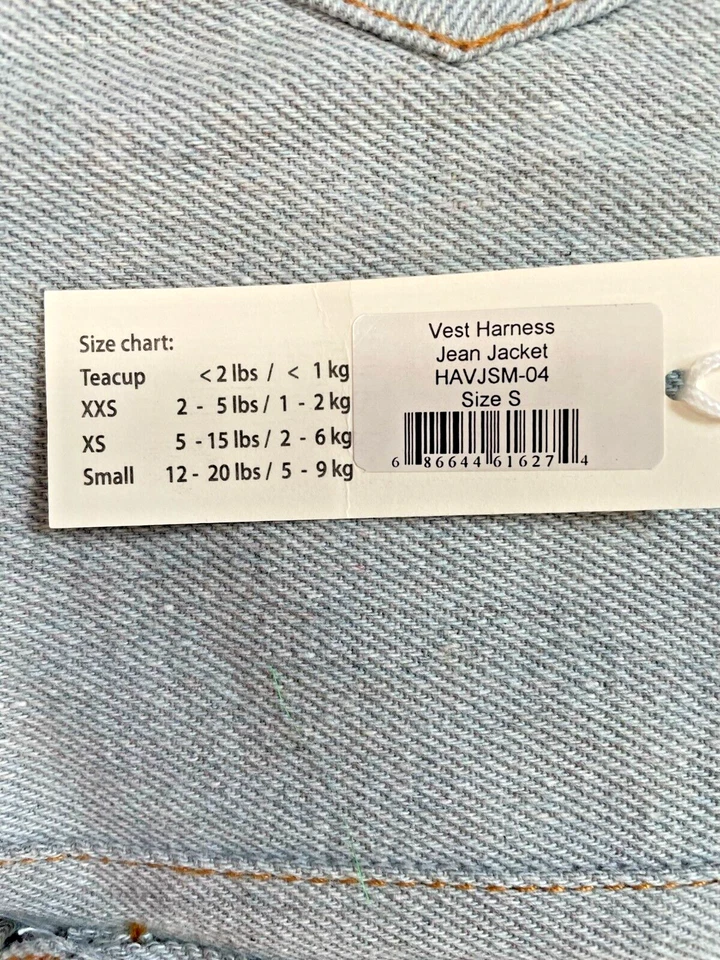 Size chart:
Teacup < 2 lbs / < 1 kg
XXS 2 - 5 lbs / 1 - 2 kg
XS 5 - 15 lbs / 2 - 6 kg
Small 12 - 20 lbs / 5 - 9 kg
Vest Harness
Jean Jacket
HAVJSM-04
Size S
6 86644 61627 4